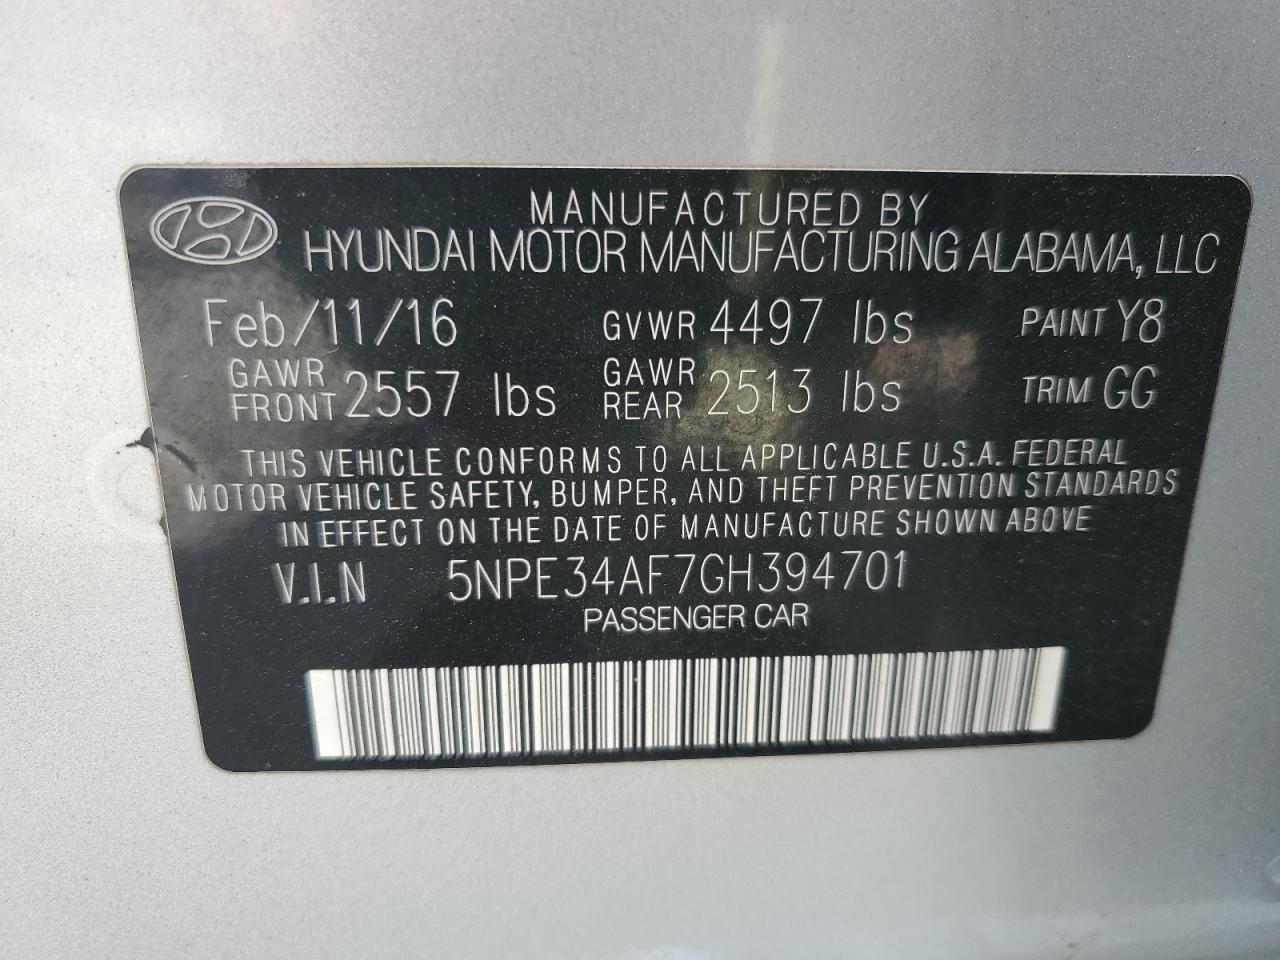 MANUFACTURED BY
HYUNDAI MOTOR MANUFACTURING ALABAMA, LLC
Feb/11/16 GVWR 4497 lbs PAINT Y8
GAWR FRONT 2557 lbs GAWR REAR 2513 lbs TRIM GG
THIS VEHICLE CONFORMS TO ALL APPLICABLE U.S.A. FEDERAL
MOTOR VEHICLE SAFETY, BUMPER, AND THEFT PREVENTION STANDARDS
IN EFFECT ON THE DATE OF MANUFACTURE SHOWN ABOVE
V.I.N 5NPE34AF7GH394701
PASSENGER CAR